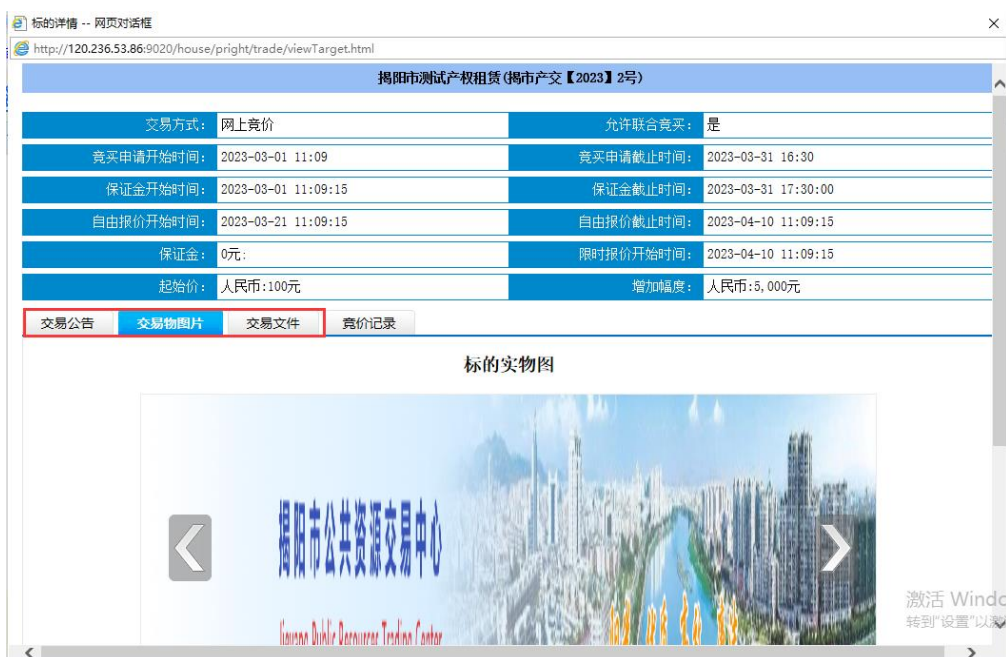 标的详情 -- 网页对话框
http://120.236.53.86:9020/house/pright/trade/viewTarget.html
揭阳市测试产权租赁(揭市产交【2023】2号)
交易方式： 网上竞价 允许联合竞买： 是
竞买申请开始时间： 2023-03-01 11:09 竞买申请截止时间： 2023-03-31 16:30
保证金开始时间： 2023-03-01 11:09:15 保证金截止时间： 2023-03-31 17:30:00
自由报价开始时间： 2023-03-21 11:09:15 自由报价截止时间： 2023-04-10 11:09:15
保证金： 0元; 限时报价开始时间： 2023-04-10 11:09:15
起始价： 人民币:100元 增加幅度： 人民币:5,000元
交易公告 交易物图片 交易文件 竞价记录
标的实物图
揭阳市公共资源交易中心
Jieyang Public Resources Trading Center
激活 Windo
转到"设置"以激